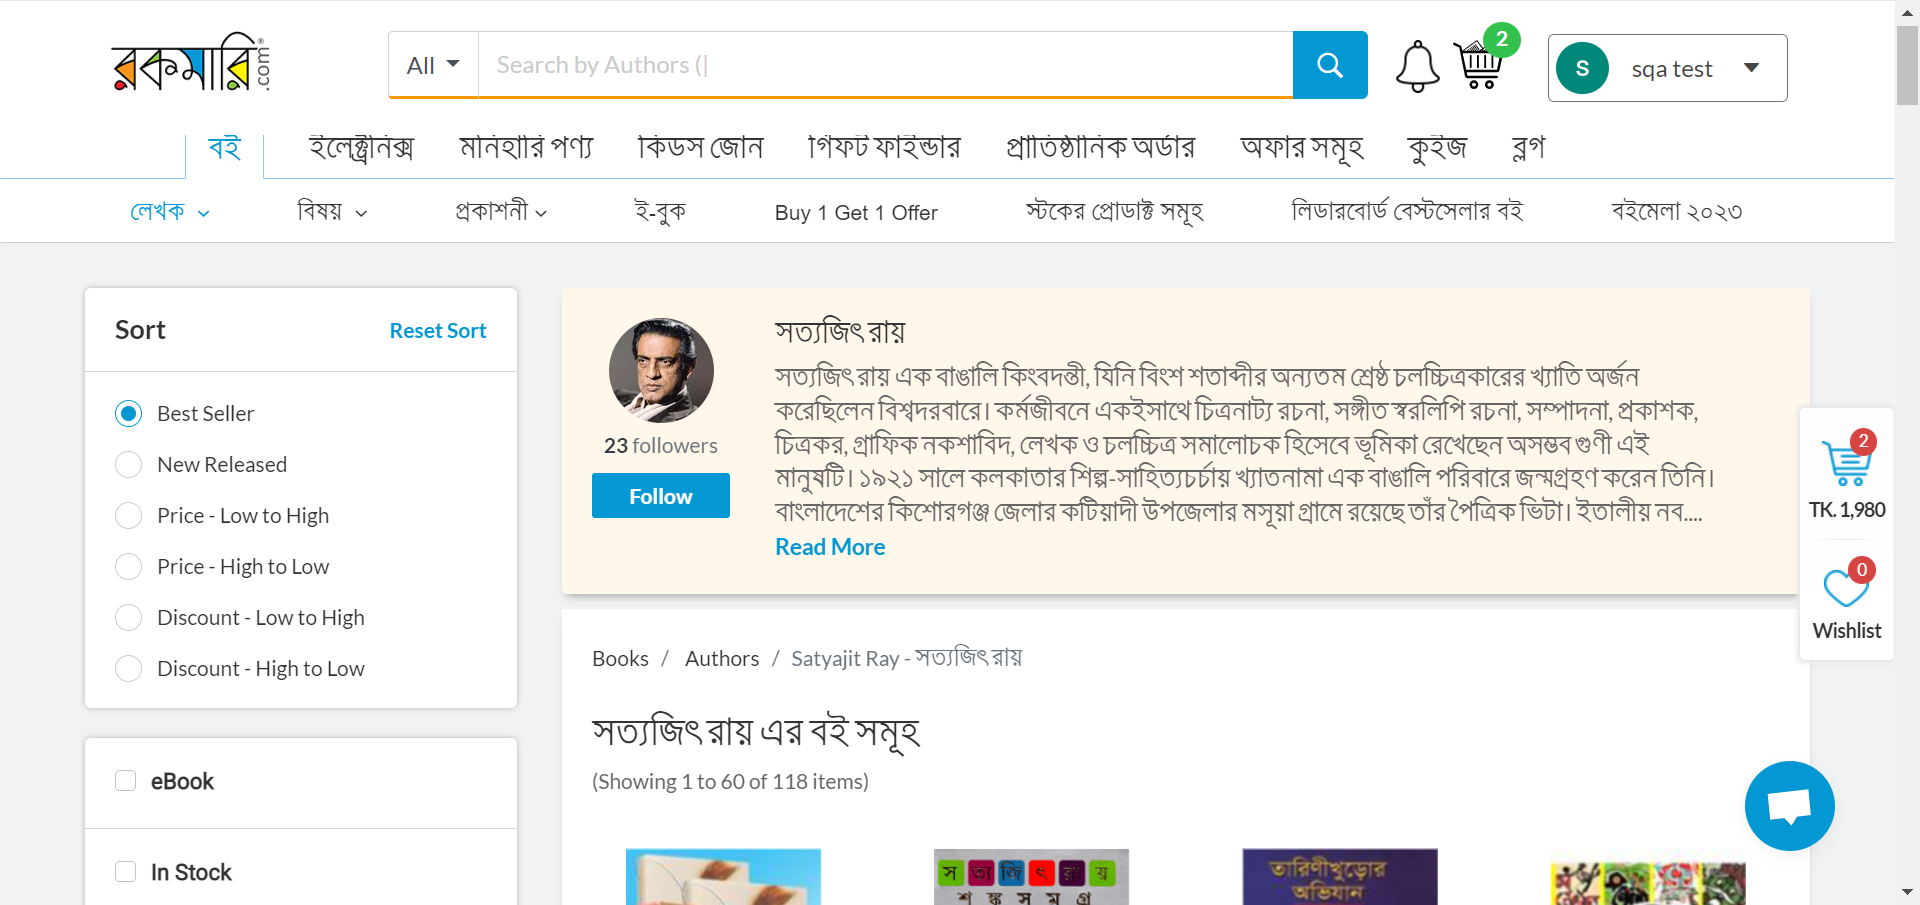 রকমারি.com
All
Search by Authors (|
2
S
sqa test
বই
ইলেক্ট্রনিক্স
মনিহারি পণ্য
কিডস জোন
গিফট ফাইন্ডার
প্রাতিষ্ঠানিক অর্ডার
অফার সমূহ
কুইজ
ব্লগ
লেখক
বিষয়
প্রকাশনী
ই-বুক
Buy 1 Get 1 Offer
স্টকের প্রোডাক্ট সমূহ
লিডারবোর্ড বেস্টসেলার বই
বইমেলা ২০২৩
Sort
Reset Sort
Best Seller
New Released
Price - Low to High
Price - High to Low
Discount - Low to High
Discount - High to Low
eBook
In Stock
23 followers
Follow
সত্যজিৎ রায়
সত্যজিৎ রায় এক বাঙালি কিংবদন্তী, যিনি বিংশ শতাব্দীর অন্যতম শ্রেষ্ঠ চলচ্চিত্রকারের খ্যাতি অর্জন
করেছিলেন বিশ্বদরবারে। কর্মজীবনে একইসাথে চিত্রনাট্য রচনা, সঙ্গীত স্বরলিপি রচনা, সম্পাদনা, প্রকাশক,
চিত্রকর, গ্রাফিক নকশাবিদ, লেখক ও চলচ্চিত্র সমালোচক হিসেবে ভূমিকা রেখেছেন অসম্ভব গুণী এই
মানুষটি। ১৯২১ সালে কলকাতার শিল্প-সাহিত্যচর্চায় খ্যাতনামা এক বাঙালি পরিবারে জন্মগ্রহণ করেন তিনি।
বাংলাদেশের কিশোরগঞ্জ জেলার কটিয়াদী উপজেলার মসূয়া গ্রামে রয়েছে তাঁর পৈত্রিক ভিটা। ইতালীয় নব....
Read More
2
TK. 1,980
0
Wishlist
Books / Authors / Satyajit Ray - সত্যজিৎ রায়
সত্যজিৎ রায় এর বই সমূহ
(Showing 1 to 60 of 118 items)
সত্যজিৎ রায়
শঙ্কু সমগ্র
তারিণীখুড়োর
অভিযান